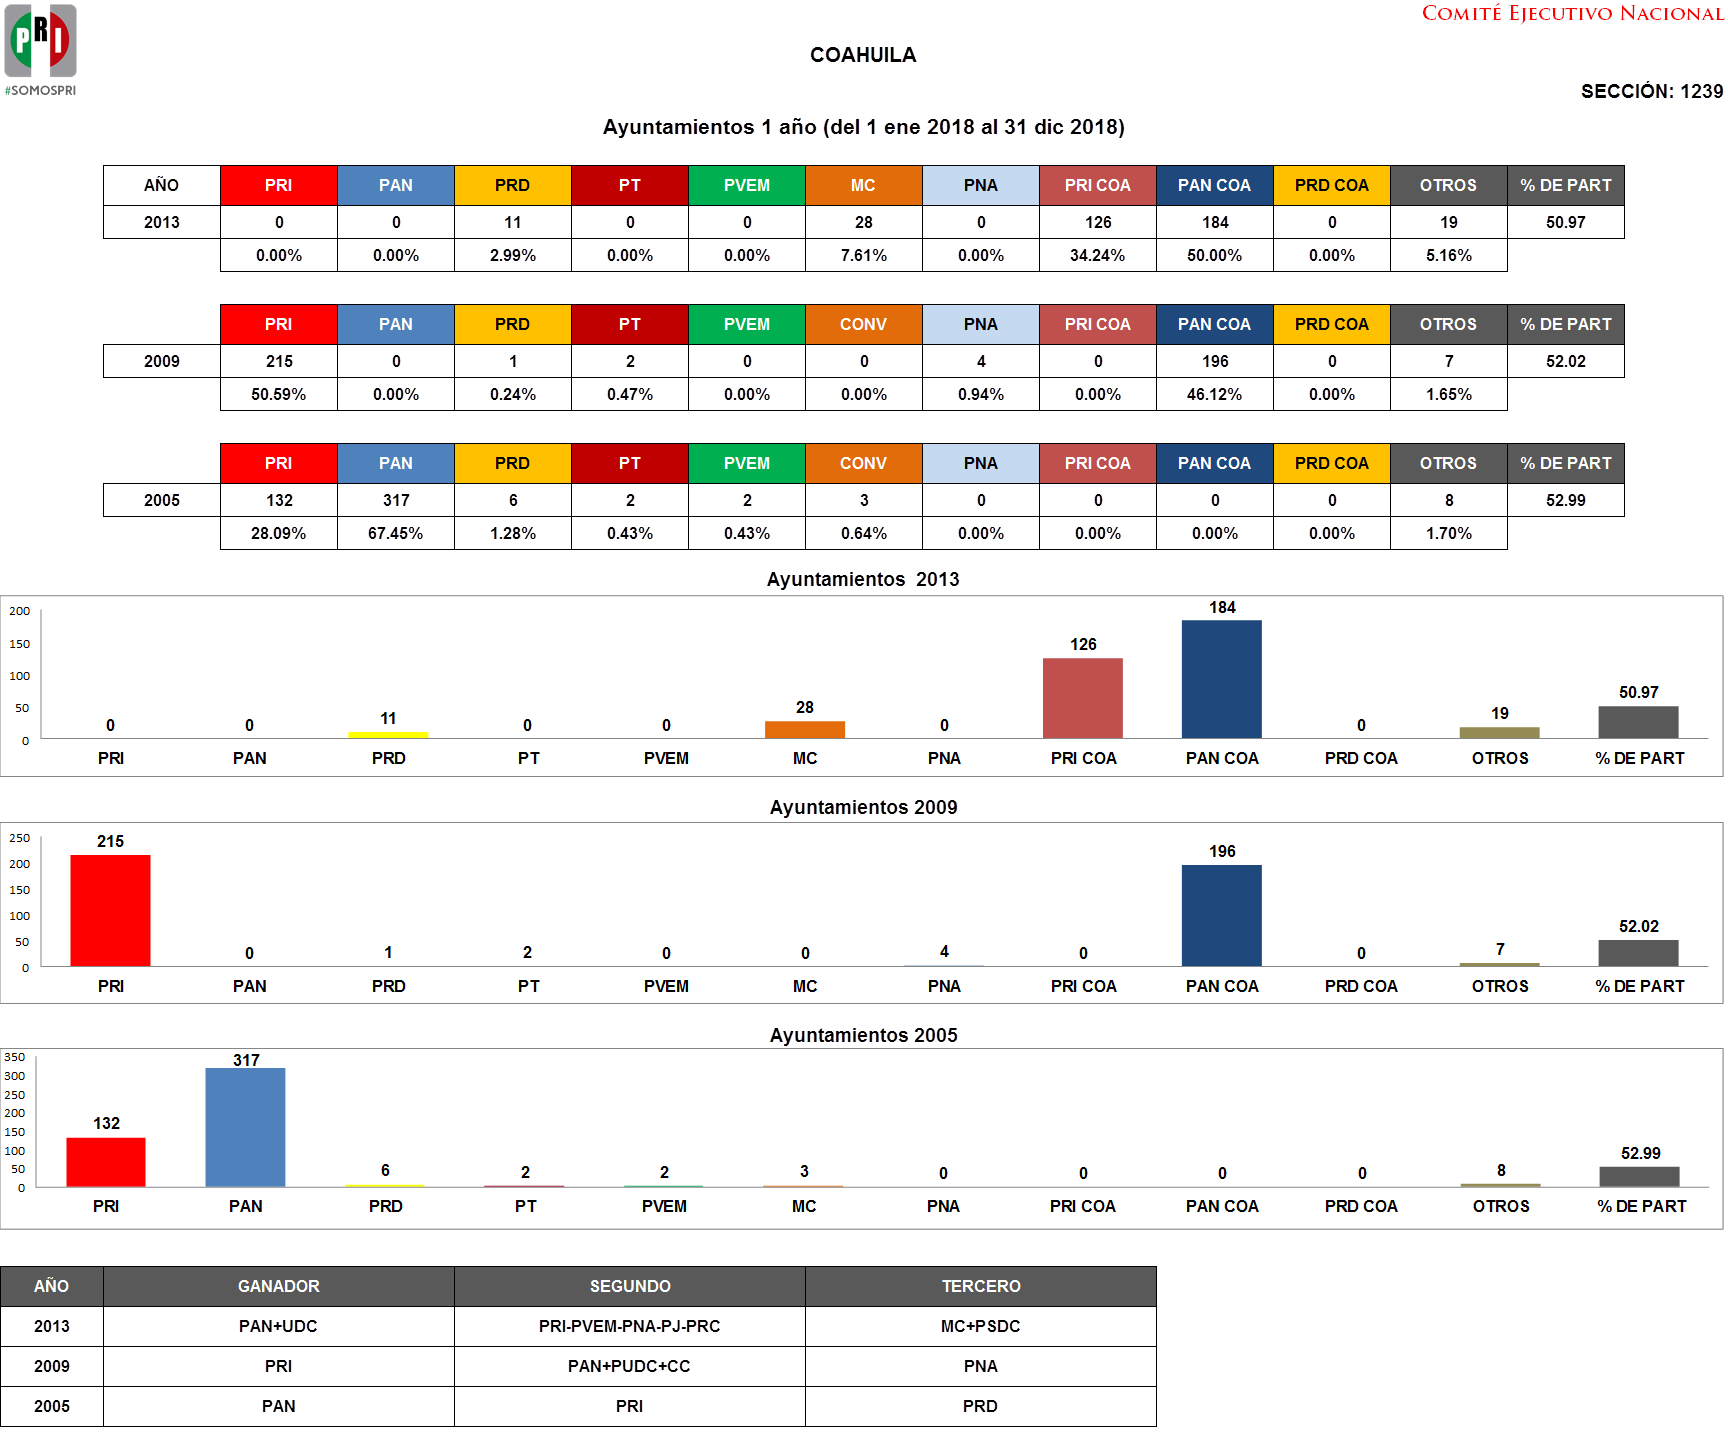 PRI
#SOMOSPRI
COMITÉ EJECUTIVO NACIONAL
COAHUILA
SECCIÓN: 1239
Ayuntamientos 1 año (del 1 ene 2018 al 31 dic 2018)
AÑO PRI PAN PRD PT PVEM MC PNA PRI COA PAN COA PRD COA OTROS % DE PART
2013 0 0 11 0 0 28 0 126 184 0 19 50.97
0.00% 0.00% 2.99% 0.00% 0.00% 7.61% 0.00% 34.24% 50.00% 0.00% 5.16%
PRI PAN PRD PT PVEM CONV PNA PRI COA PAN COA PRD COA OTROS % DE PART
2009 215 0 1 2 0 0 4 0 196 0 7 52.02
50.59% 0.00% 0.24% 0.47% 0.00% 0.00% 0.94% 0.00% 46.12% 0.00% 1.65%
PRI PAN PRD PT PVEM CONV PNA PRI COA PAN COA PRD COA OTROS % DE PART
2005 132 317 6 2 2 3 0 0 0 0 8 52.99
28.09% 67.45% 1.28% 0.43% 0.43% 0.64% 0.00% 0.00% 0.00% 0.00% 1.70%
Ayuntamientos 2013
200
150
100
50
0
0 0 11 0 0 28 0 126 184 0 19 50.97
PRI PAN PRD PT PVEM MC PNA PRI COA PAN COA PRD COA OTROS % DE PART
Ayuntamientos 2009
250
200
150
100
50
0
215 0 1 2 0 0 4 0 196 0 7 52.02
PRI PAN PRD PT PVEM MC PNA PRI COA PAN COA PRD COA OTROS % DE PART
Ayuntamientos 2005
350
300
250
200
150
100
50
0
132 317 6 2 2 3 0 0 0 0 8 52.99
PRI PAN PRD PT PVEM MC PNA PRI COA PAN COA PRD COA OTROS % DE PART
AÑO GANADOR SEGUNDO TERCERO
2013 PAN+UDC PRI-PVEM-PNA-PJ-PRC MC+PSDC
2009 PRI PAN+PUDC+CC PNA
2005 PAN PRI PRD